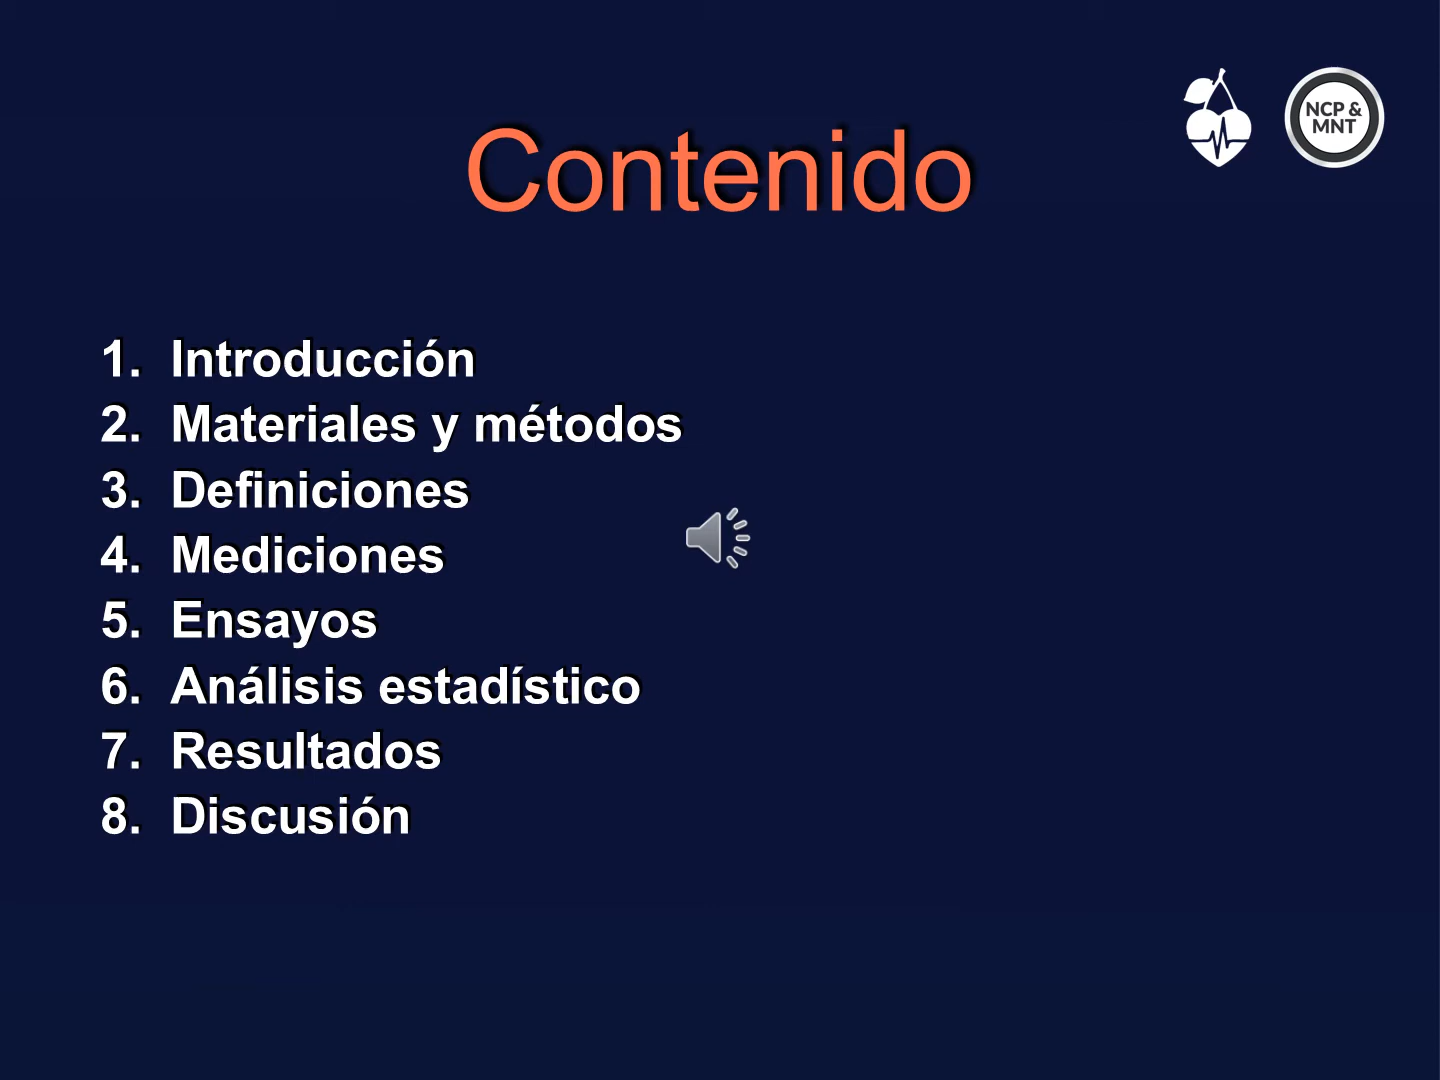 NCP &
MNT
Contenido
1. Introducción
2. Materiales y métodos
3. Definiciones
4. Mediciones
5. Ensayos
6. Análisis estadístico
7. Resultados
8. Discusión